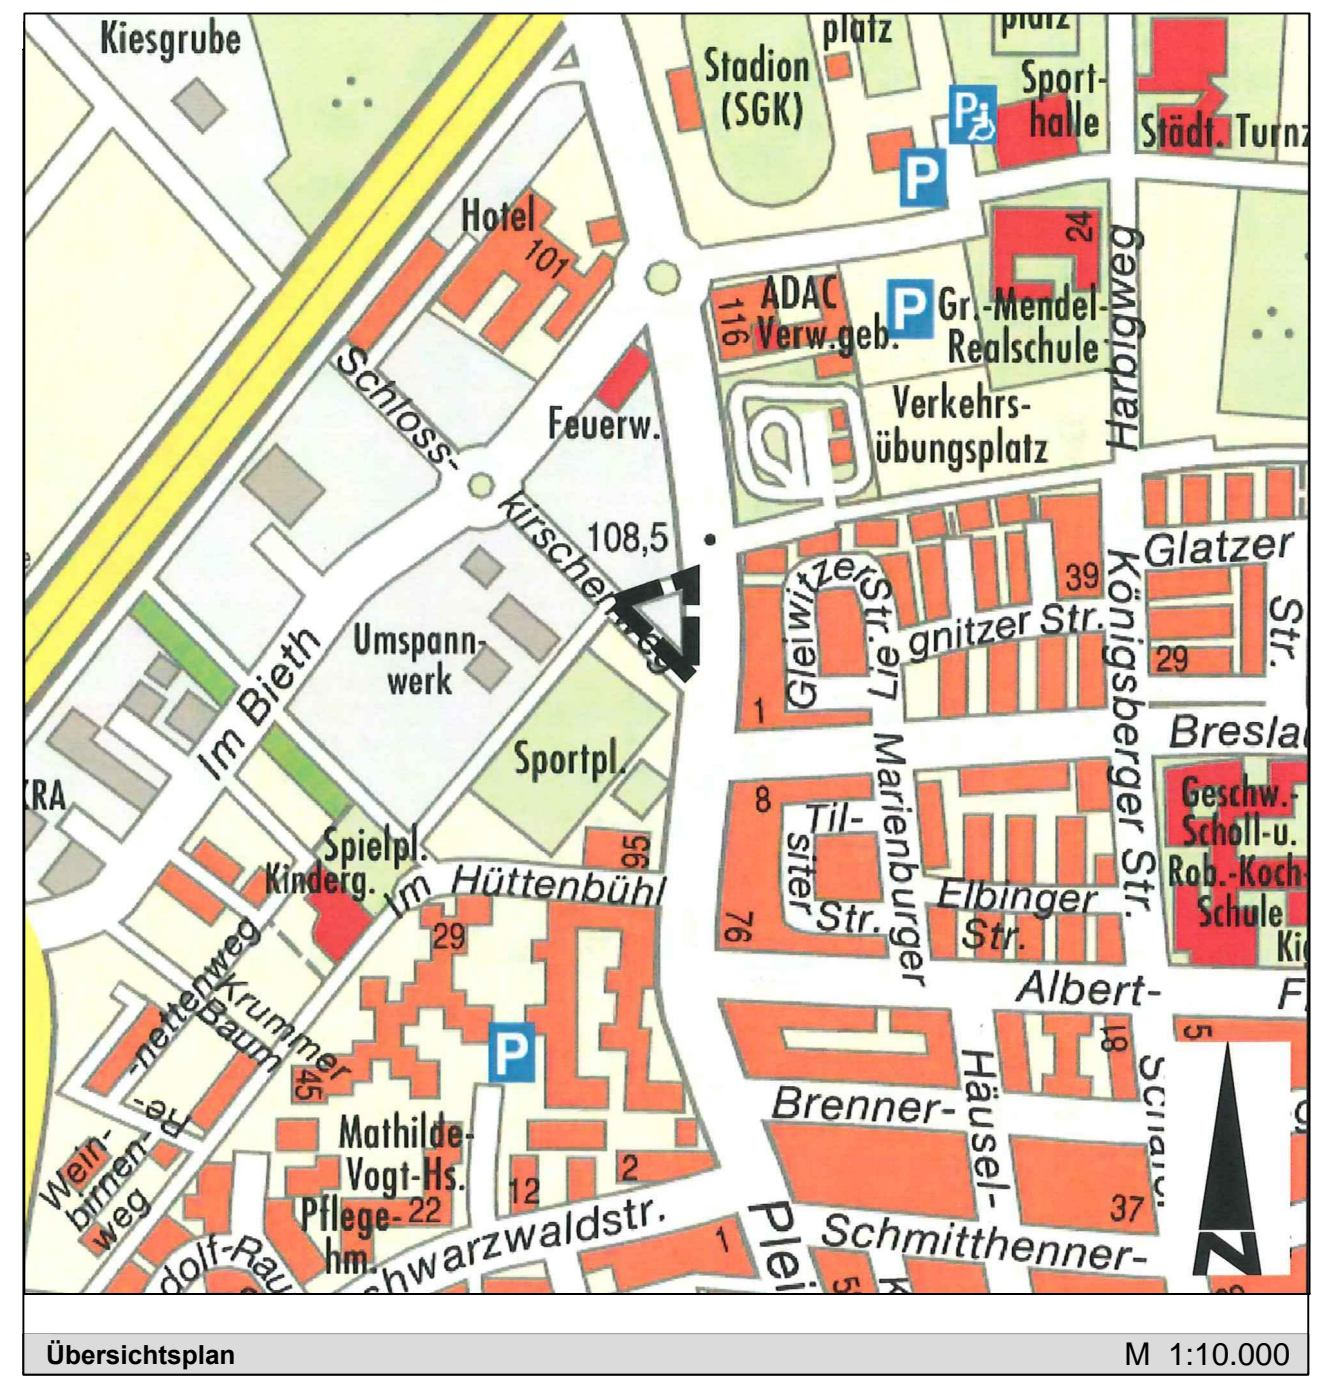 Kiesgrube
Stadion
(SGK)
platz
platz
Sport-
halle
P
P
Städt. Turnz
Hotel
101
24
Harbigweg
116
ADAC
Verw.geb.
P
Gr.-Mendel-
Realschule
Schloss-
kirschenweg
Feuerw.
Verkehrs-
übungsplatz
108,5
Gleiwitzer Str.
39
Glatzer
Str.
Liegnitzer Str.
29
Königsberger Str.
Umspann-
werk
Im Bieth
1
Breslau
Sportpl.
KRA
8
Til-
siter
Str.
Marienburger
Geschw.-
Scholl-u.
Rob.-Koch-
Schule
Spielpl.
Kinderg.
95
Im Hüttenbühl
Elbinger
Str.
76
29
-nettenweg
Krummer
Baum
Albert-
P
45
18
5
Häusel-
Brenner-
Re-
Mathilde-
Vogt-Hs.
Pflege-
hm.
22
12
2
Wein-
birnen-
weg
37
Schmitthenner-
1
hwarzwaldstr.
dolf-Rau
Plei
N
Übersichtsplan
M 1:10.000